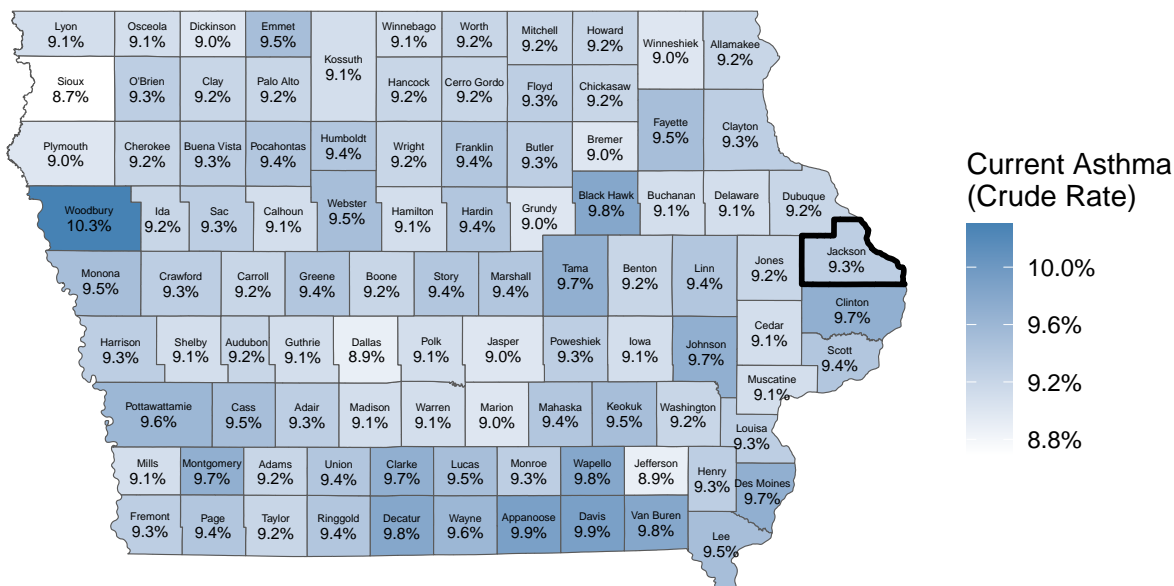 Lyon
9.1%
Osceola
9.1%
Dickinson
9.0%
Emmet
9.5%
Kossuth
9.1%
Winnebago
9.1%
Worth
9.2%
Mitchell
9.2%
Howard
9.2%
Winneshiek
9.0%
Allamakee
9.2%
Sioux
8.7%
O'Brien
9.3%
Clay
9.2%
Palo Alto
9.2%
Hancock
9.2%
Cerro Gordo
9.2%
Floyd
9.3%
Chickasaw
9.2%
Fayette
9.5%
Clayton
9.3%
Plymouth
9.0%
Cherokee
9.2%
Buena Vista
9.3%
Pocahontas
9.4%
Humboldt
9.4%
Wright
9.2%
Franklin
9.4%
Butler
9.3%
Bremer
9.0%
Woodbury
10.3%
Ida
9.2%
Sac
9.3%
Calhoun
9.1%
Webster
9.5%
Hamilton
9.1%
Hardin
9.4%
Grundy
9.0%
Black Hawk
9.8%
Buchanan
9.1%
Delaware
9.1%
Dubuque
9.2%
Monona
9.5%
Crawford
9.3%
Carroll
9.2%
Greene
9.4%
Boone
9.2%
Story
9.4%
Marshall
9.4%
Tama
9.7%
Benton
9.2%
Linn
9.4%
Jones
9.2%
Jackson
9.3%
Clinton
9.7%
Harrison
9.3%
Shelby
9.1%
Audubon
9.2%
Guthrie
9.1%
Dallas
8.9%
Polk
9.1%
Jasper
9.0%
Poweshiek
9.3%
Iowa
9.1%
Johnson
9.7%
Cedar
9.1%
Scott
9.4%
Muscatine
9.1%
Pottawattamie
9.6%
Cass
9.5%
Adair
9.3%
Madison
9.1%
Warren
9.1%
Marion
9.0%
Mahaska
9.4%
Keokuk
9.5%
Washington
9.2%
Louisa
9.3%
Mills
9.1%
Montgomery
9.7%
Adams
9.2%
Union
9.4%
Clarke
9.7%
Lucas
9.5%
Monroe
9.3%
Wapello
9.8%
Jefferson
8.9%
Henry
9.3%
Des Moines
9.7%
Fremont
9.3%
Page
9.4%
Taylor
9.2%
Ringgold
9.4%
Decatur
9.8%
Wayne
9.6%
Appanoose
9.9%
Davis
9.9%
Van Buren
9.8%
Lee
9.5%
Current Asthma
(Crude Rate)
10.0%
9.6%
9.2%
8.8%